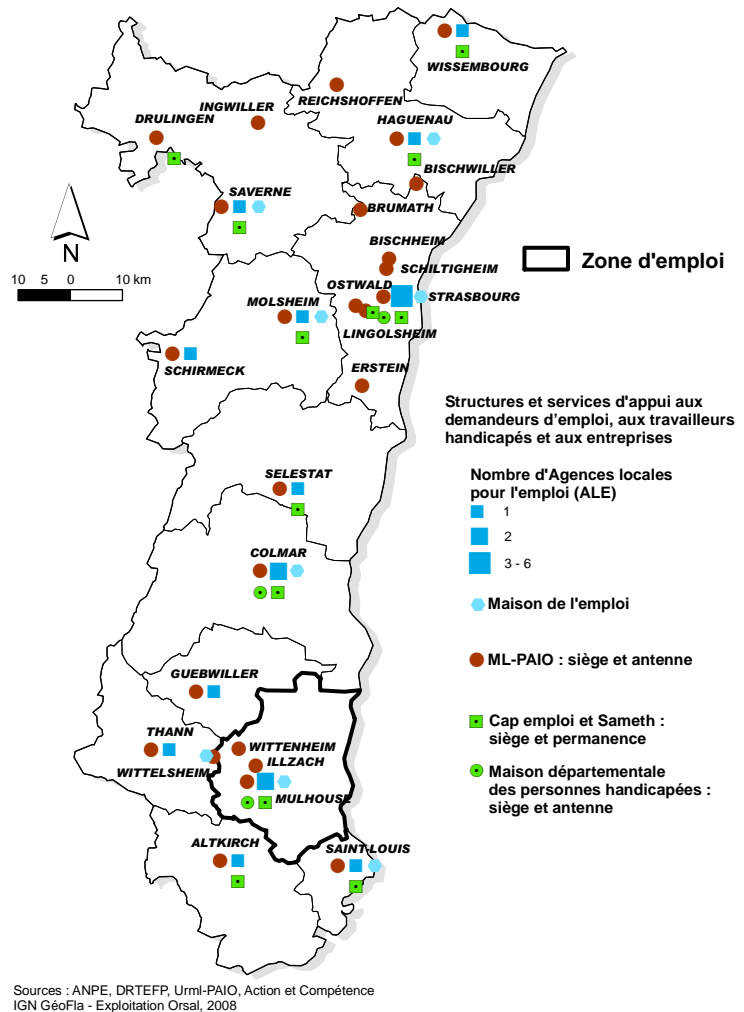 WISSEMBOURG
REICHSHOFFEN
INGWILLER
DRULINGEN
HAGUENAU
BISCHWILLER
SAVERNE
BRUMATH
BISCHHEIM
SCHILTIGHEIM
N
10 5 0 10 km
Zone d'emploi
OSTWALD
STRASBOURG
MOLSHEIM
LINGOLSHEIM
SCHIRMECK
ERSTEIN
Structures et services d'appui aux
demandeurs d'emploi, aux travailleurs
handicapés et aux entreprises
SELESTAT
Nombre d'Agences locales
pour l'emploi (ALE)
1
2
3 - 6
COLMAR
Maison de l'emploi
ML-PAIO : siège et antenne
GUEBWILLER
Cap emploi et Sameth :
siège et permanence
THANN
WITTENHEIM
ILLZACH
WITTELSHEIM
Maison départementale
des personnes handicapées :
siège et antenne
MULHOUSE
ALTKIRCH
SAINT-LOUIS
Sources : ANPE, DRTEFP, Urml-PAIO, Action et Compétence
IGN GéoFla - Exploitation Orsal, 2008